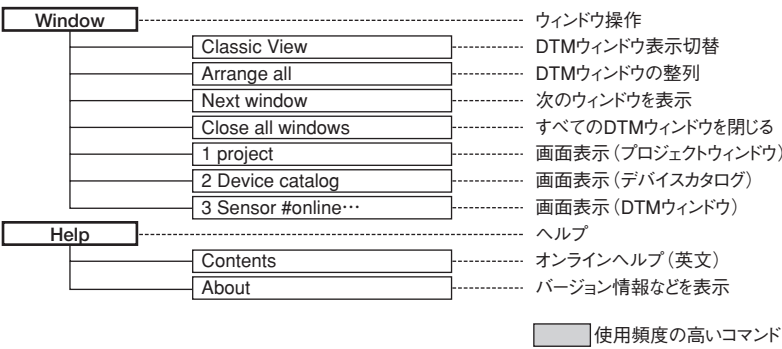 Window ウィンドウ操作
Classic View DTMウィンドウ表示切替
Arrange all DTMウィンドウの整列
Next window 次のウィンドウを表示
Close all windows すべてのDTMウィンドウを閉じる
1 project 画面表示（プロジェクトウィンドウ）
2 Device catalog 画面表示（デバイスカタログ）
3 Sensor #online… 画面表示（DTMウィンドウ）
Help ヘルプ
Contents オンラインヘルプ（英文）
About バージョン情報などを表示
使用頻度の高いコマンド